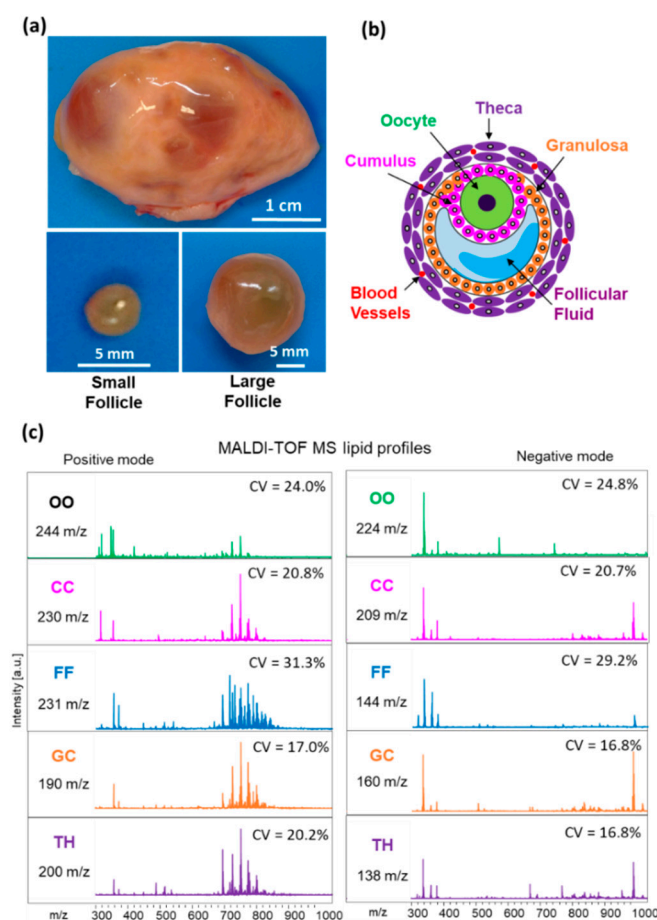 (a)
1 cm
5 mm
5 mm
Small
Follicle
Large
Follicle
(b)
Theca
Oocyte
Granulosa
Cumulus
Blood
Vessels
Follicular
Fluid
(c)
MALDI-TOF MS lipid profiles
Positive mode
Negative mode
Intensity [a.u.]
OO
244 m/z
CV = 24.0%
OO
224 m/z
CV = 24.8%
CC
230 m/z
CV = 20.8%
CC
209 m/z
CV = 20.7%
FF
231 m/z
CV = 31.3%
FF
144 m/z
CV = 29.2%
GC
190 m/z
CV = 17.0%
GC
160 m/z
CV = 16.8%
TH
200 m/z
CV = 20.2%
TH
138 m/z
CV = 16.8%
m/z 300 400 500 600 700 800 900 1000
m/z 300 400 500 600 700 800 900 1000